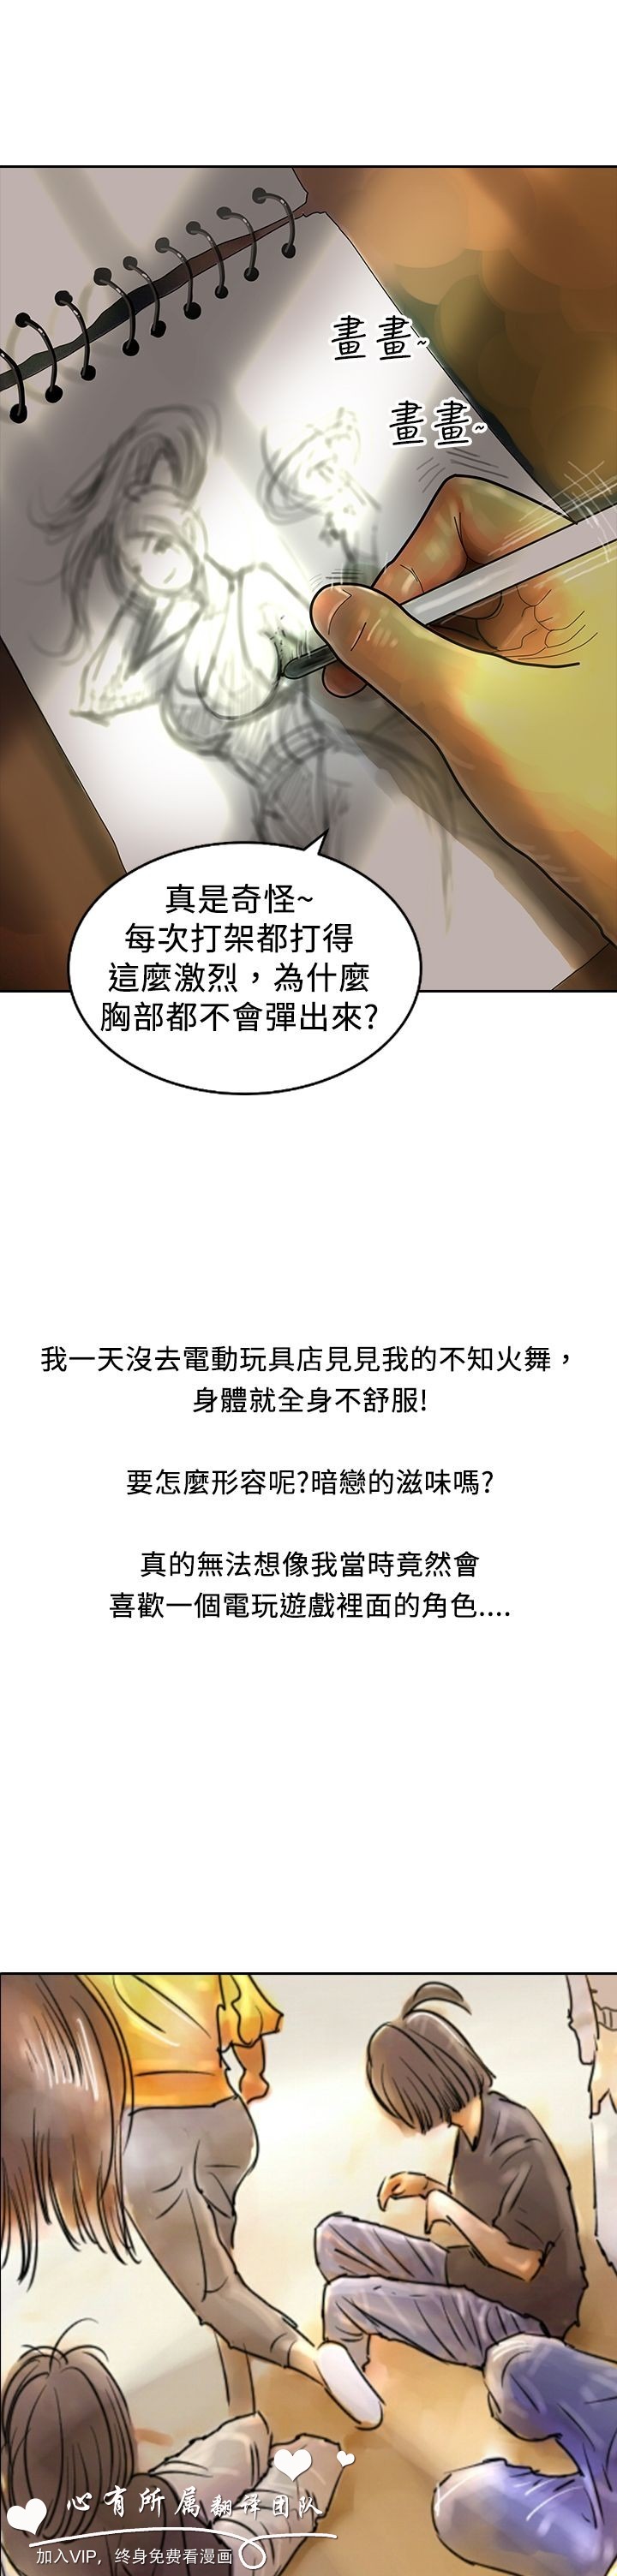 畫畫~
畫畫~
真是奇怪~
每次打架都打得
這麼激烈，為什麼
胸部都不會彈出來?
我一天沒去電動玩具店見見我的不知火舞，
身體就全身不舒服!
要怎麼形容呢?暗戀的滋味嗎?
真的無法想像我當時竟然會
喜歡一個電玩遊戲裡面的角色....
心有所属翻译团队
加入VIP，终身免费看漫画